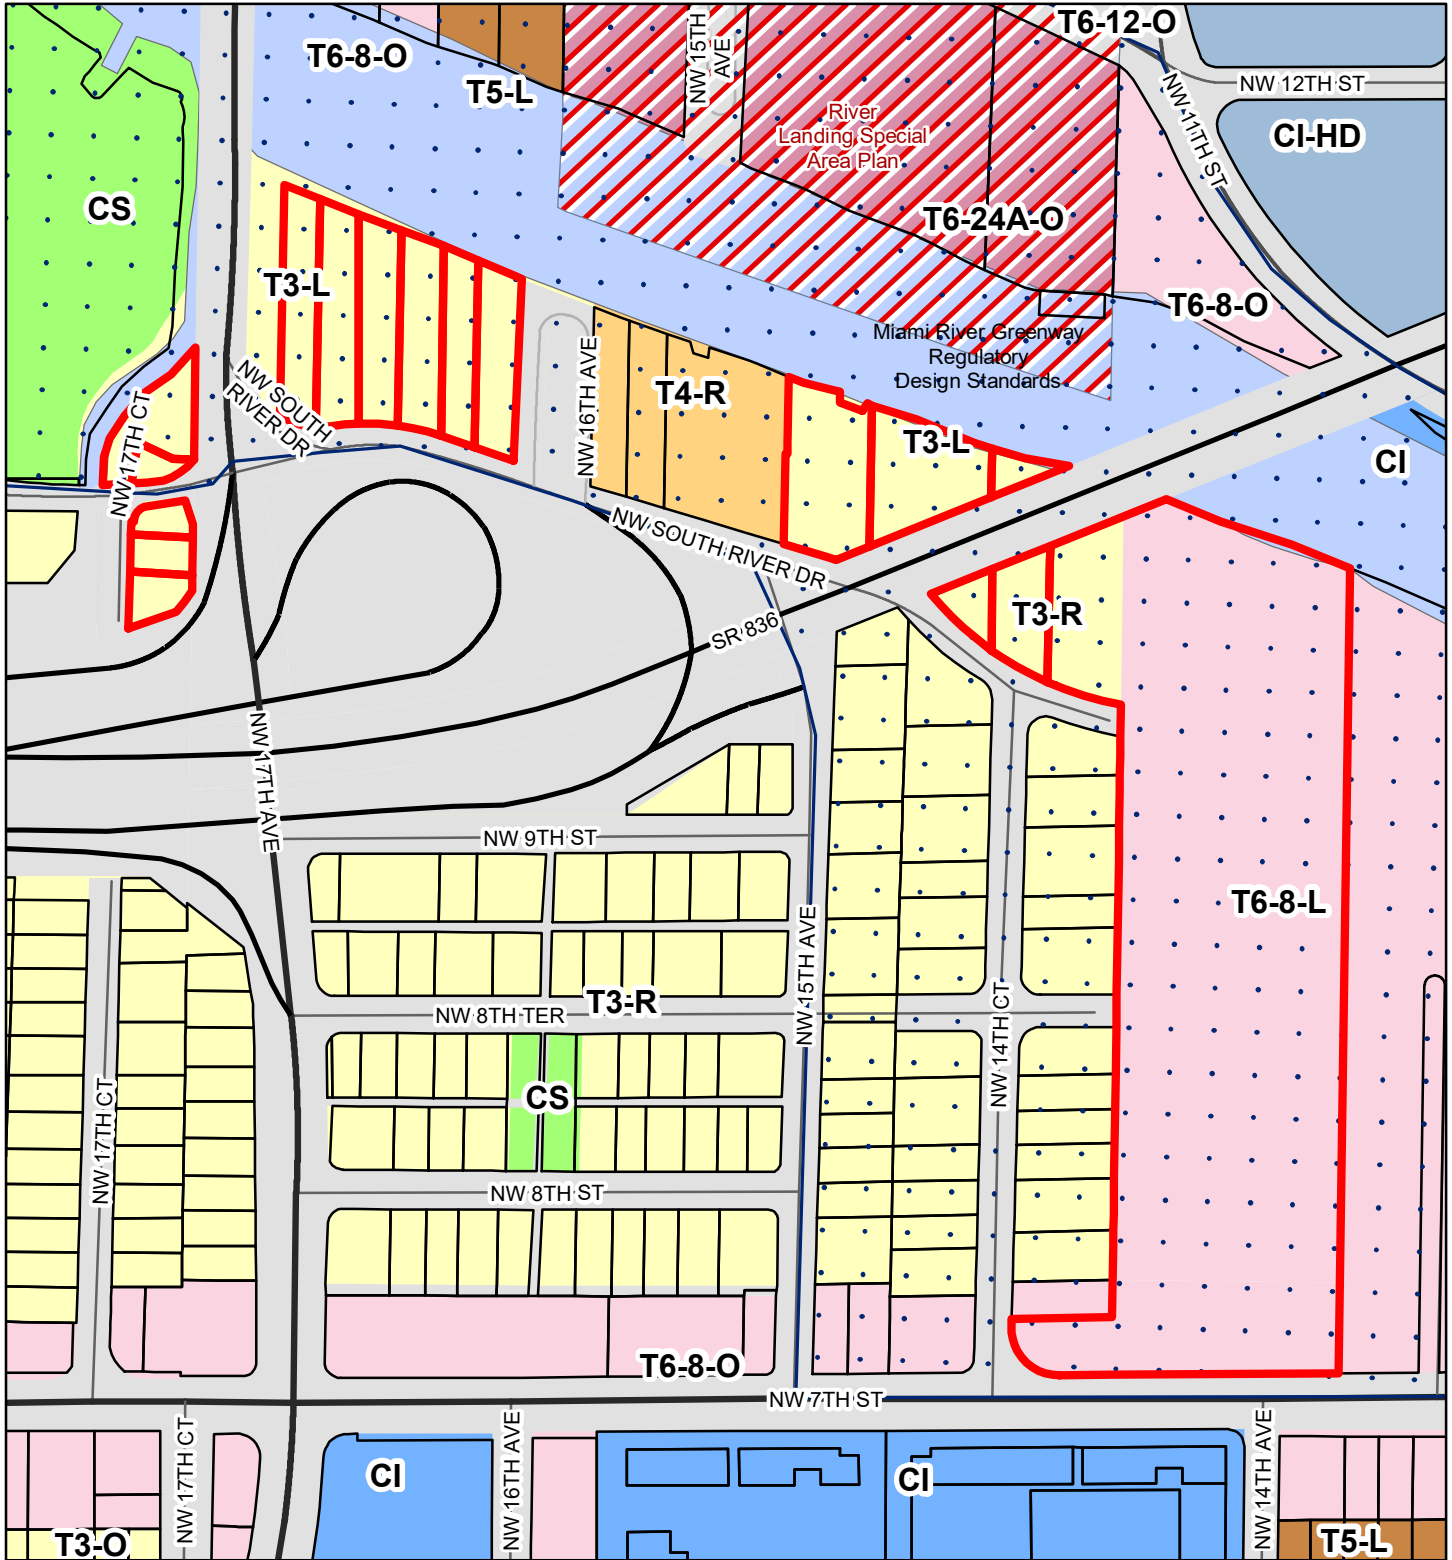 T6-12-O
T6-8-O
T5-L
NW 15TH
AVE
NW 12TH ST
NW 11TH ST
River
Landing Special
Area Plan
CI-HD
CS
T6-24A-O
T3-L
T6-8-O
Miami River Greenway
Regulatory
Design Standards
NW SOUTH
RIVER DR
NW 16TH AVE
T4-R
T3-L
NW 17TH CT
CI
NW SOUTH RIVER DR
SR 836
T3-R
NW 17TH AVE
NW 9TH ST
T6-8-L
NW 15TH AVE
T3-R
NW 8TH TER
NW 14TH CT
CS
NW 17TH CT
NW 8TH ST
T6-8-O
NW 7TH ST
NW 17TH CT
CI
NW 16TH AVE
CI
NW 14TH AVE
T3-O
T5-L